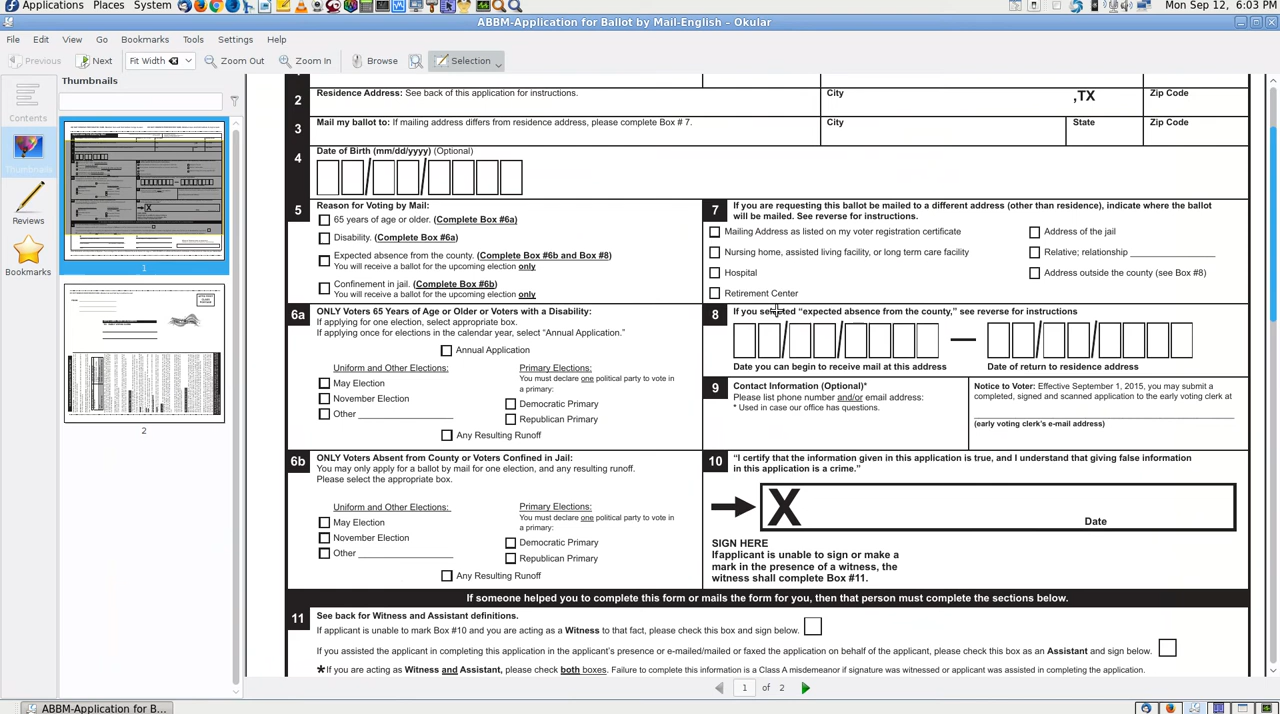 Applications Places System
Mon Sep 12, 6:03 PM
ABBM-Application for Ballot by Mail-English – Okular
File Edit View Go Bookmarks Tools Settings Help
Previous Next Fit Width Zoom Out Zoom In Browse Selection
Thumbnails
Contents
Thumbnails
Reviews
Bookmarks
1
2
2 Residence Address: See back of this application for instructions. City ,TX Zip Code
3 Mail my ballot to: If mailing address differs from residence address, please complete Box # 7. City State Zip Code
4 Date of Birth (mm/dd/yyyy) (Optional)
5 Reason for Voting by Mail:
65 years of age or older. (Complete Box #6a)
Disability. (Complete Box #6a)
Expected absence from the county. (Complete Box #6b and Box #8)
You will receive a ballot for the upcoming election only
Confinement in jail. (Complete Box #6b)
You will receive a ballot for the upcoming election only
7 If you are requesting this ballot be mailed to a different address (other than residence), indicate where the ballot
will be mailed. See reverse for instructions.
Mailing Address as listed on my voter registration certificate
Address of the jail
Nursing home, assisted living facility, or long term care facility
Relative; relationship ____________
Hospital
Address outside the county (see Box #8)
Retirement Center
6a ONLY Voters 65 Years of Age or Older or Voters with a Disability:
If applying for one election, select appropriate box.
If applying once for elections in the calendar year, select “Annual Application.”
Annual Application
Uniform and Other Elections:
May Election
November Election
Other ____________
Primary Elections:
You must declare one political party to vote in
a primary:
Democratic Primary
Republican Primary
Any Resulting Runoff
8 If you selected “expected absence from the county,” see reverse for instructions
Date you can begin to receive mail at this address
Date of return to residence address
9 Contact Information (Optional)*
Please list phone number and/or email address:
* Used in case our office has questions.
Notice to Voter: Effective September 1, 2015, you may submit a
completed, signed and scanned application to the early voting clerk at
(early voting clerk's e-mail address)
6b ONLY Voters Absent from County or Voters Confined in Jail:
You may only apply for a ballot by mail for one election, and any resulting runoff.
Please select the appropriate box.
Uniform and Other Elections:
May Election
November Election
Other ____________
Primary Elections:
You must declare one political party to vote in
a primary:
Democratic Primary
Republican Primary
Any Resulting Runoff
10 “I certify that the information given in this application is true, and I understand that giving false information
in this application is a crime.”
X
Date
SIGN HERE
If applicant is unable to sign or make a
mark in the presence of a witness, the
witness shall complete Box #11.
If someone helped you to complete this form or mails the form for you, then that person must complete the sections below.
11 See back for Witness and Assistant definitions.
If applicant is unable to mark Box #10 and you are acting as a Witness to that fact, please check this box and sign below.
If you assisted the applicant in completing this application in the applicant's presence or e-mailed/mailed or faxed the application on behalf of the applicant, please check this box as an Assistant and sign below.
*If you are acting as Witness and Assistant, please check both boxes. Failure to complete this information is a Class A misdemeanor if signature was witnessed or applicant was assisted in completing the application.
1 of 2
ABBM-Application for B...